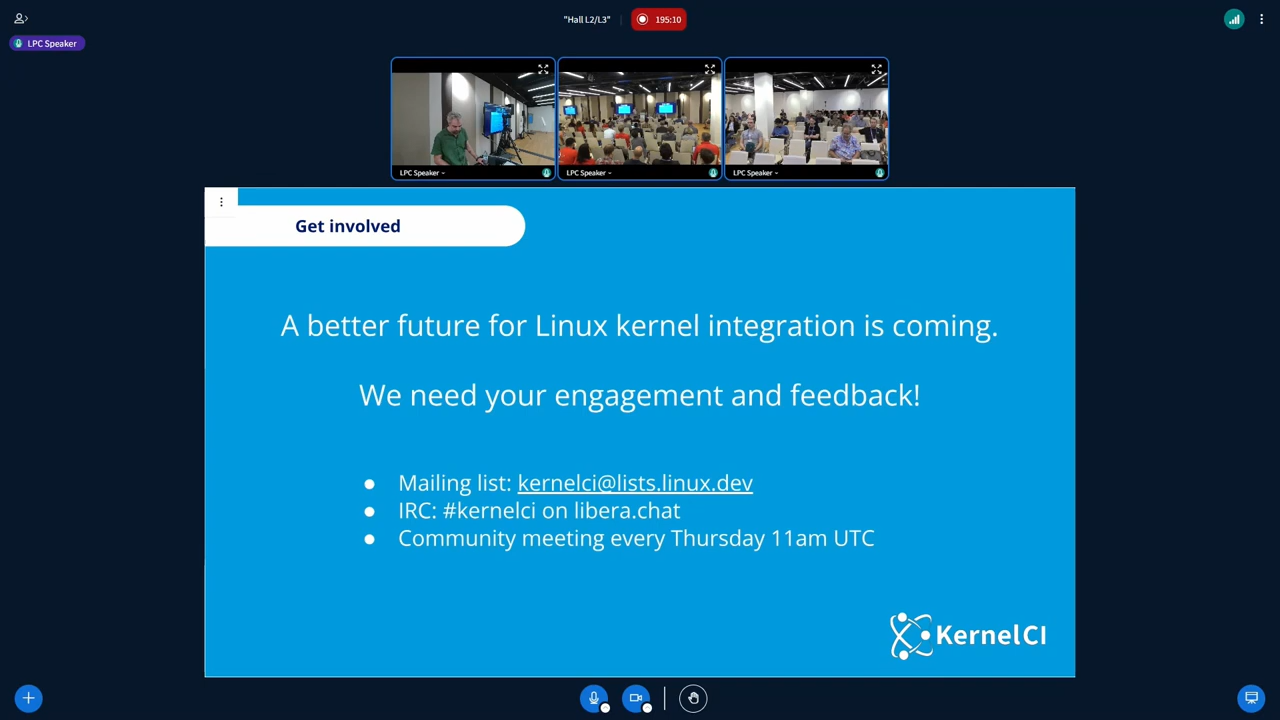 "Hall L2/L3"
195:10
LPC Speaker
LPC Speaker
LPC Speaker
LPC Speaker
Get involved
A better future for Linux kernel integration is coming.
We need your engagement and feedback!
Mailing list: kernelci@lists.linux.dev
IRC: #kernelci on libera.chat
Community meeting every Thursday 11am UTC
KernelCI